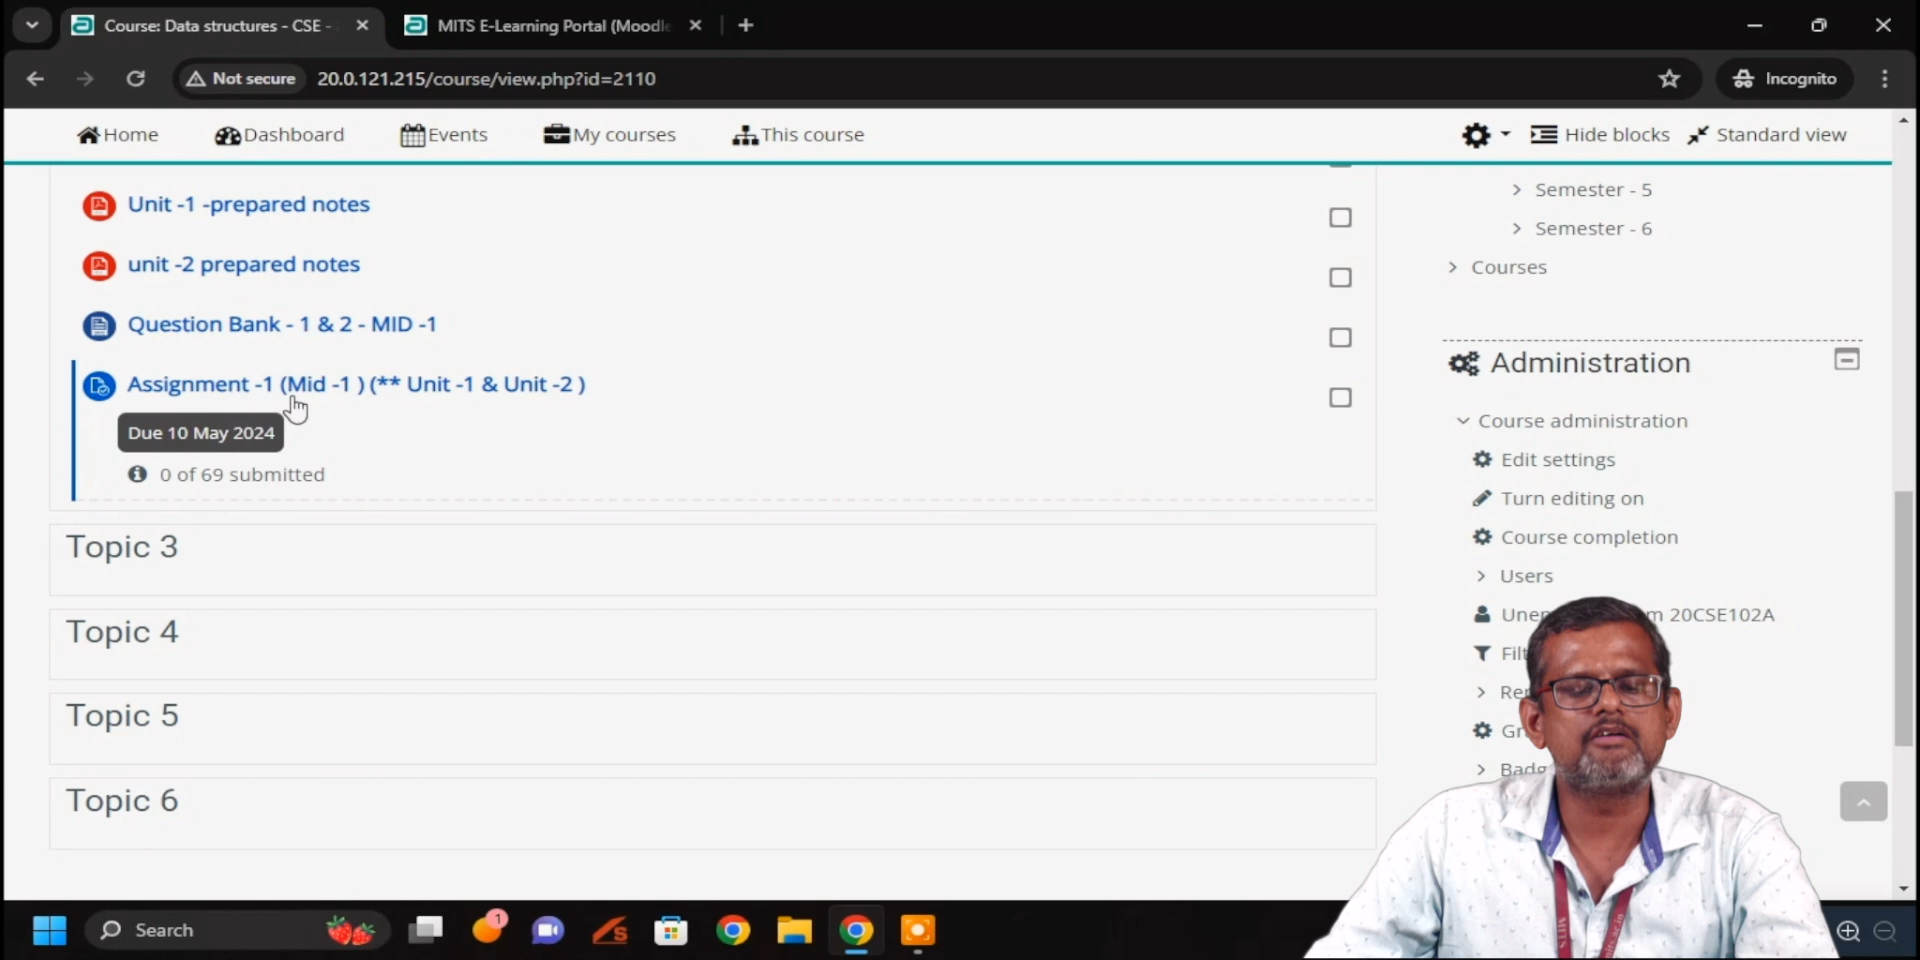 Course: Data structures - CSE -
MITS E-Learning Portal (Moodle
Not secure
20.0.121.215/course/view.php?id=2110
Incognito
Home
Dashboard
Events
My courses
This course
Hide blocks
Standard view
Unit -1 -prepared notes
unit -2 prepared notes
Question Bank - 1 & 2 - MID -1
Assignment -1 (Mid -1 ) (** Unit -1 & Unit -2 )
Due 10 May 2024
0 of 69 submitted
Topic 3
Topic 4
Topic 5
Topic 6
Semester - 5
Semester - 6
Courses
Administration
Course administration
Edit settings
Turn editing on
Course completion
Users
20CSE102A
Search
1
MITS